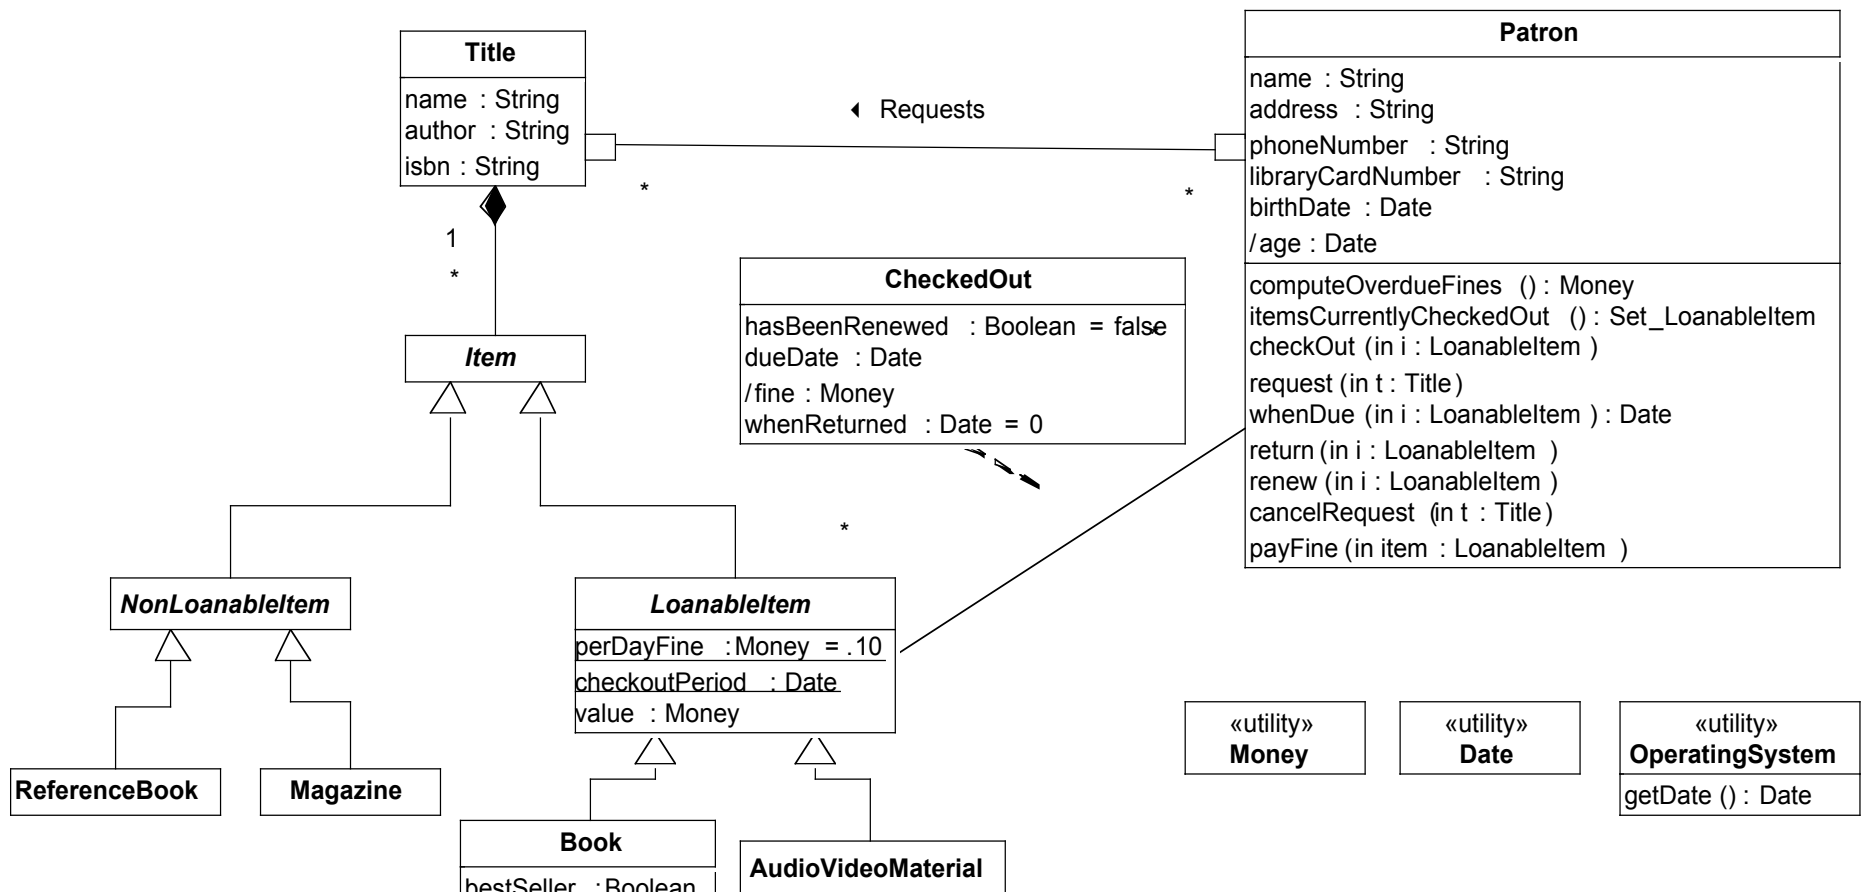 Title
name : String
author : String
isbn : String
◄ Requests
*
*
Patron
name : String
address : String
phoneNumber : String
libraryCardNumber : String
birthDate : Date
/age : Date
computeOverdueFines () : Money
itemsCurrentlyCheckedOut () : Set_LoanableItem
checkOut (in i : LoanableItem )
request (in t : Title)
whenDue (in i : LoanableItem ) : Date
return (in i : LoanableItem )
renew (in i : LoanableItem )
cancelRequest (in t : Title)
payFine (in item : LoanableItem )
1
*
CheckedOut
hasBeenRenewed : Boolean = false
dueDate : Date
/fine : Money
whenReturned : Date = 0
Item
*
*
NonLoanableItem
LoanableItem
perDayFine : Money = .10
checkoutPeriod : Date
value : Money
ReferenceBook
Magazine
Book
bestSeller : Boolean
AudioVideoMaterial
«utility»
Money
«utility»
Date
«utility»
OperatingSystem
getDate () : Date